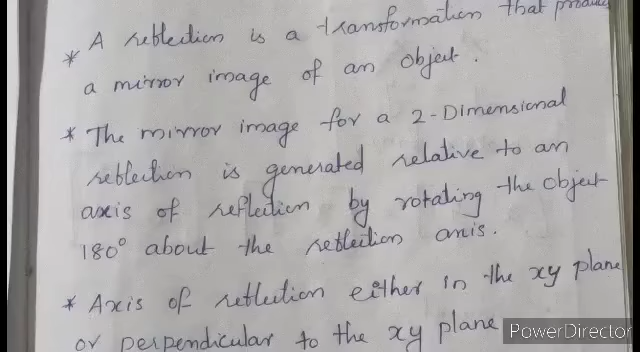 * A reflection is a transformation that produces
a mirror image of an object.
* The mirror image for a 2-Dimensional
reflection is generated relative to an
axis of reflection by rotating the object
180° about the reflection axis.
* Axis of reflection either in the xy plane
or perpendicular to the xy plane
PowerDirector